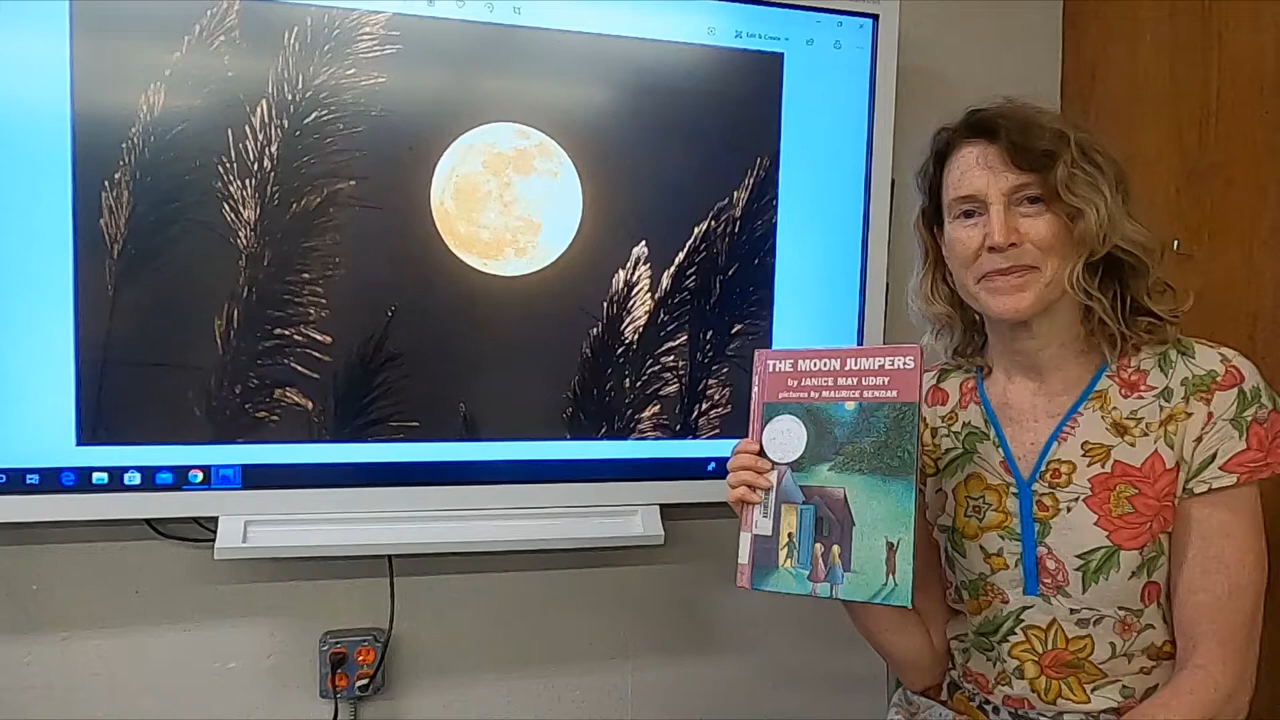 Edit & Create
THE MOON JUMPERS
by JANICE MAY UDRY
pictures by MAURICE SENDAK